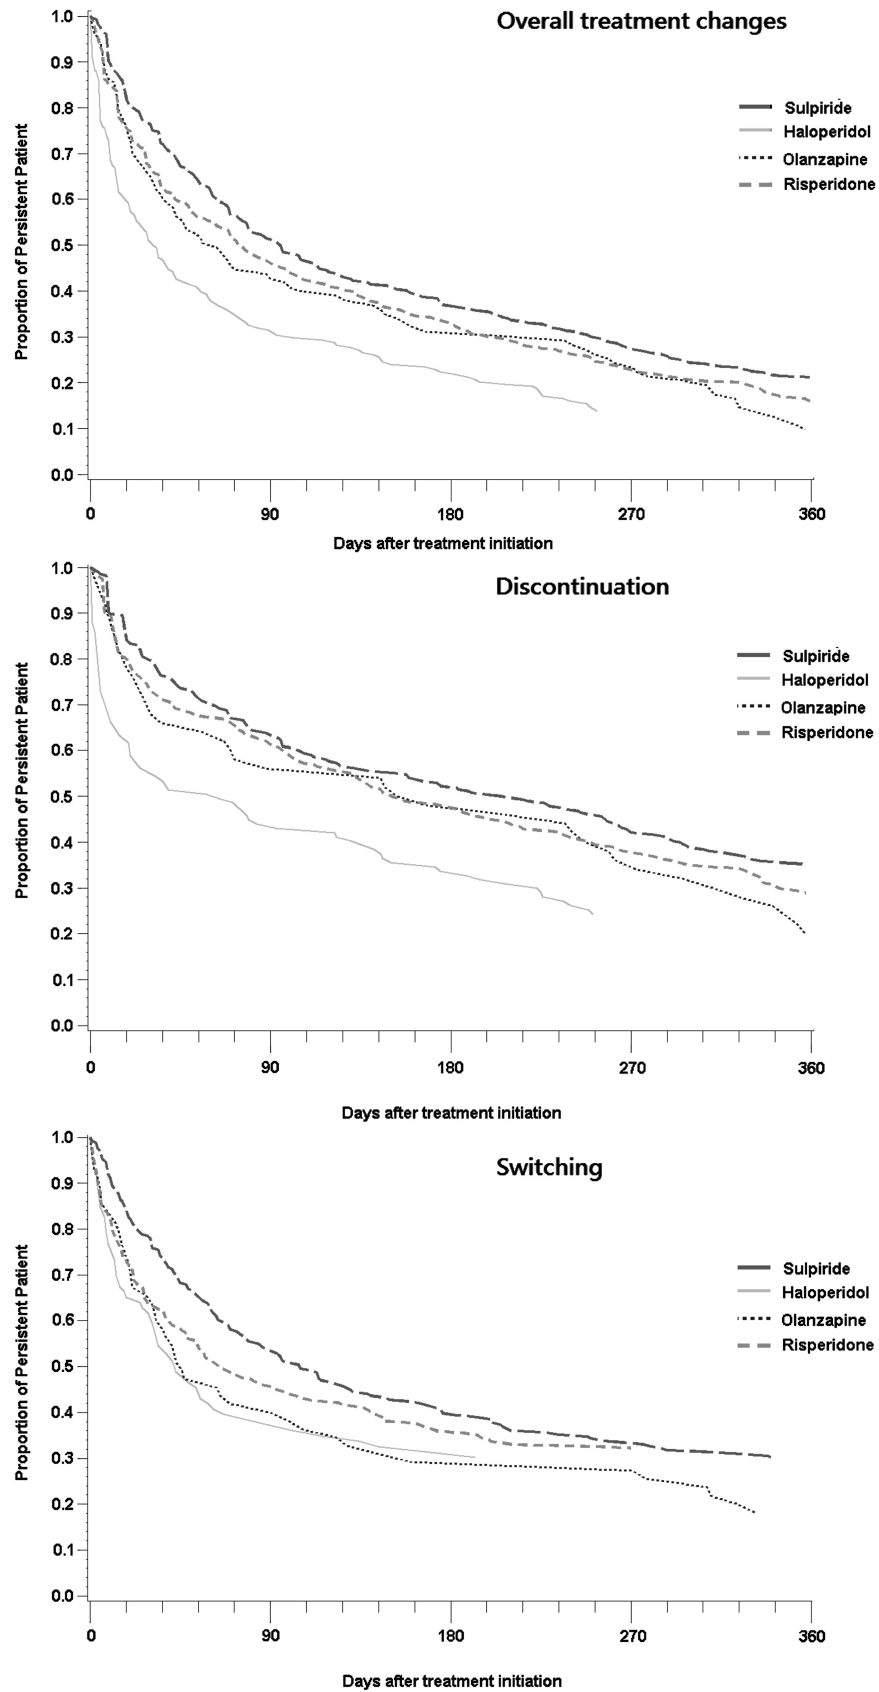 Overall treatment changes
Proportion of Persistent Patient
1.0
0.9
0.8
0.7
0.6
0.5
0.4
0.3
0.2
0.1
0.0
Sulpiride
Haloperidol
Olanzapine
Risperidone
0 90 180 270 360
Days after treatment initiation
Discontinuation
Proportion of Persistent Patient
1.0
0.9
0.8
0.7
0.6
0.5
0.4
0.3
0.2
0.1
0.0
Sulpiride
Haloperidol
Olanzapine
Risperidone
0 90 180 270 360
Days after treatment initiation
Switching
Proportion of Persistent Patient
1.0
0.9
0.8
0.7
0.6
0.5
0.4
0.3
0.2
0.1
0.0
Sulpiride
Haloperidol
Olanzapine
Risperidone
0 90 180 270 360
Days after treatment initiation